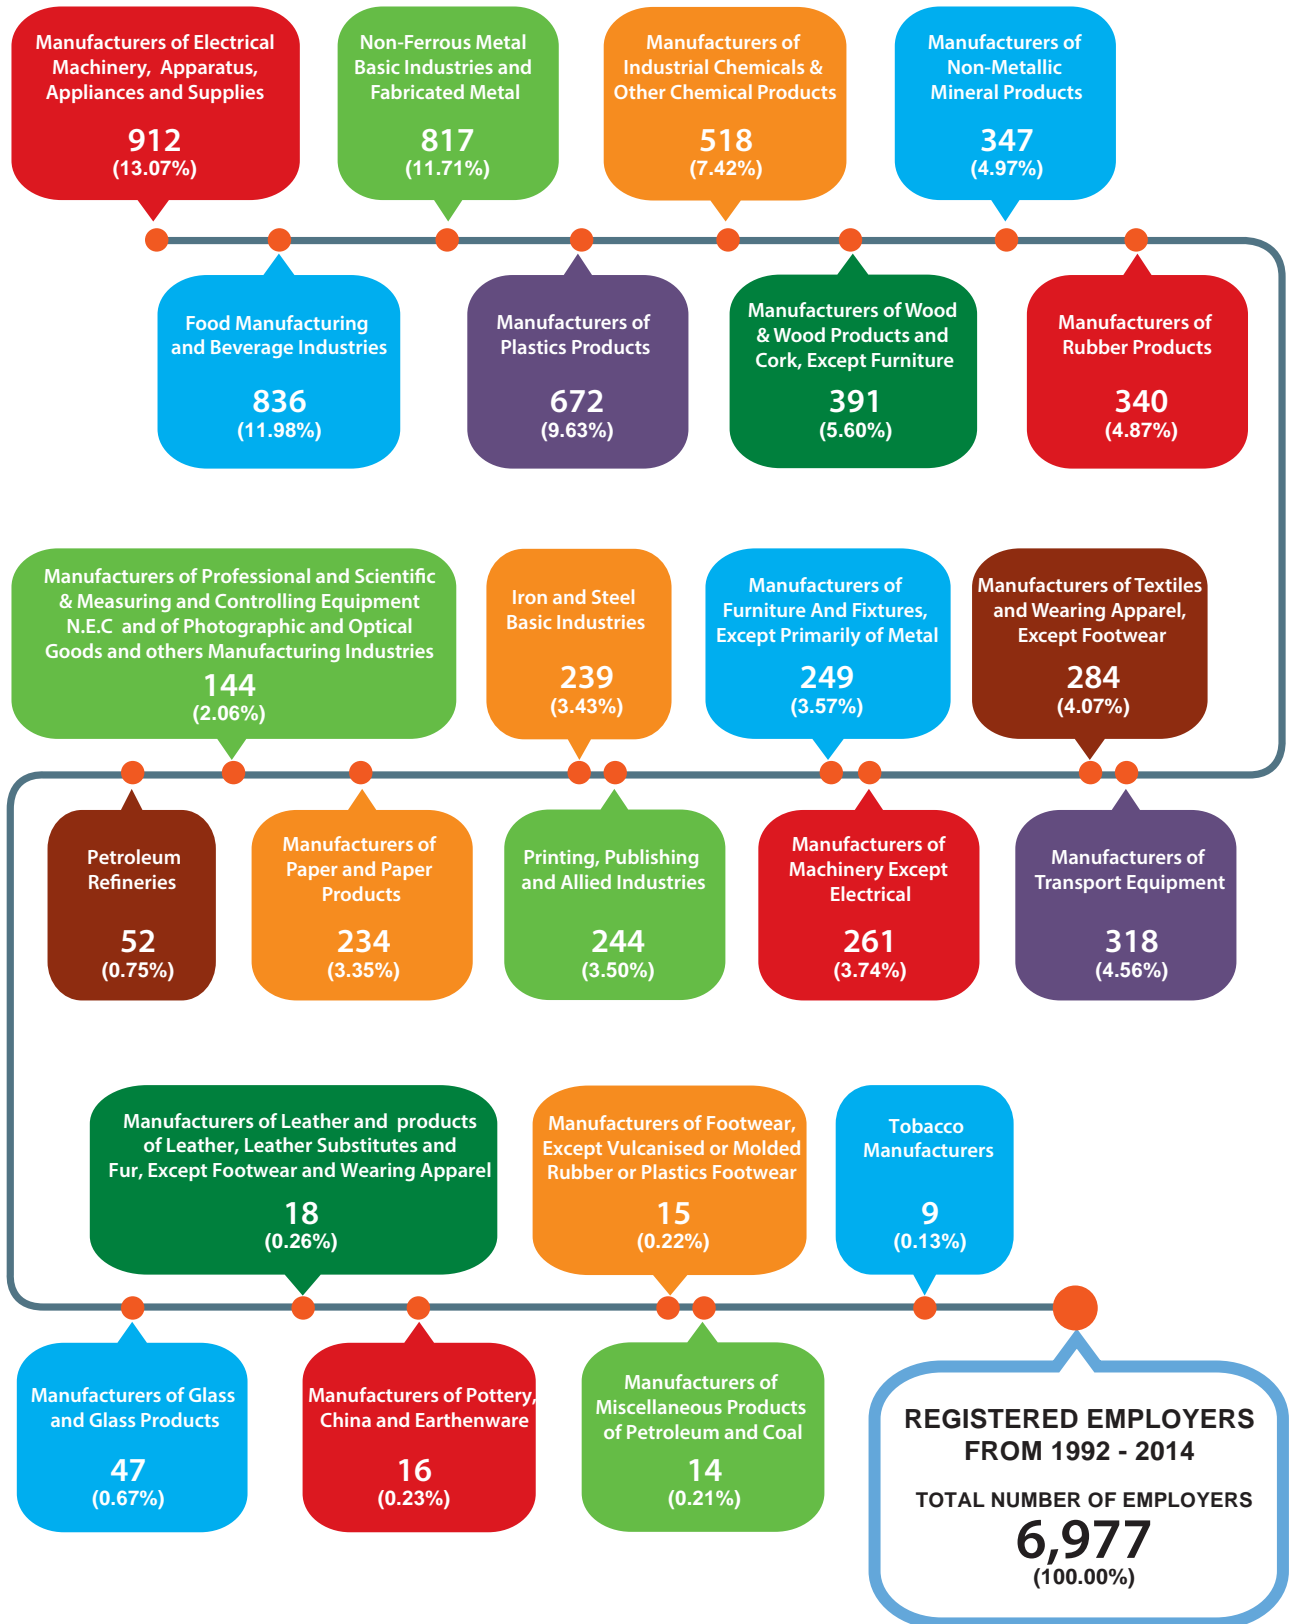 Manufacturers of Electrical
Machinery, Apparatus,
Appliances and Supplies
912
(13.07%)
Non-Ferrous Metal
Basic Industries and
Fabricated Metal
817
(11.71%)
Manufacturers of
Industrial Chemicals &
Other Chemical Products
518
(7.42%)
Manufacturers of
Non-Metallic
Mineral Products
347
(4.97%)
Food Manufacturing
and Beverage Industries
836
(11.98%)
Manufacturers of
Plastics Products
672
(9.63%)
Manufacturers of Wood
& Wood Products and
Cork, Except Furniture
391
(5.60%)
Manufacturers of
Rubber Products
340
(4.87%)
Manufacturers of Professional and Scientific
& Measuring and Controlling Equipment
N.E.C and of Photographic and Optical
Goods and others Manufacturing Industries
144
(2.06%)
Iron and Steel
Basic Industries
239
(3.43%)
Manufacturers of
Furniture And Fixtures,
Except Primarily of Metal
249
(3.57%)
Manufacturers of Textiles
and Wearing Apparel,
Except Footwear
284
(4.07%)
Petroleum
Refineries
52
(0.75%)
Manufacturers of
Paper and Paper
Products
234
(3.35%)
Printing, Publishing
and Allied Industries
244
(3.50%)
Manufacturers of
Machinery Except
Electrical
261
(3.74%)
Manufacturers of
Transport Equipment
318
(4.56%)
Manufacturers of Leather and products
of Leather, Leather Substitutes and
Fur, Except Footwear and Wearing Apparel
18
(0.26%)
Manufacturers of Footwear,
Except Vulcanised or Molded
Rubber or Plastics Footwear
15
(0.22%)
Tobacco
Manufacturers
9
(0.13%)
Manufacturers of Glass
and Glass Products
47
(0.67%)
Manufacturers of Pottery,
China and Earthenware
16
(0.23%)
Manufacturers of
Miscellaneous Products
of Petroleum and Coal
14
(0.21%)
REGISTERED EMPLOYERS
FROM 1992 - 2014
TOTAL NUMBER OF EMPLOYERS
6,977
(100.00%)